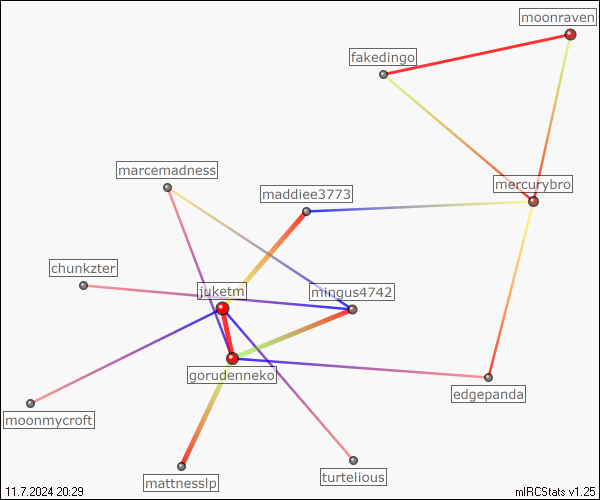 moonraven
fakedingo
marcemadness
mercurybro
maddiee3773
chunkzter
juketm
mingus4742
gorudenneko
edgepanda
moonmycroft
turtelious
mattnesslp
11.7.2024 20:29
mIRCStats v1.25